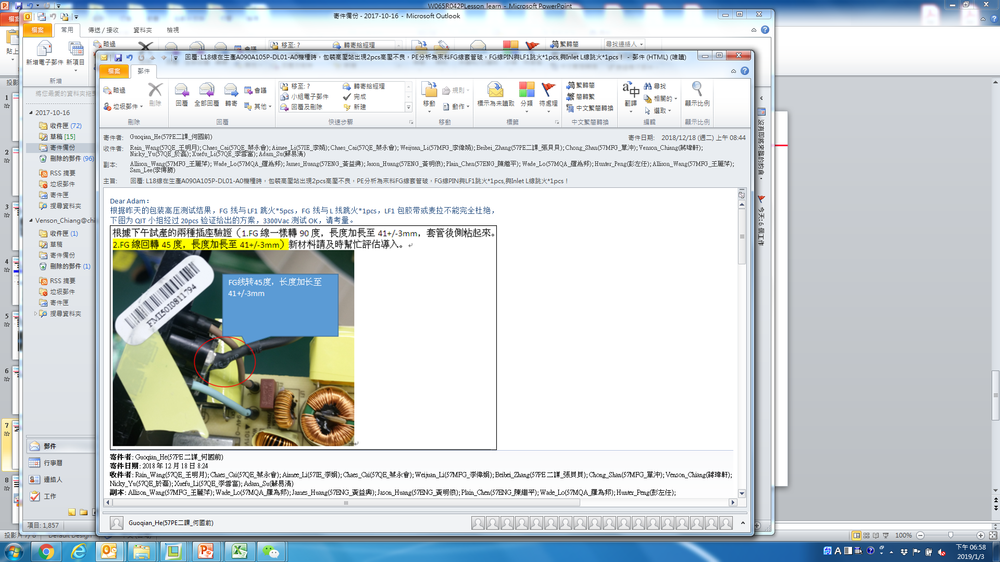 W065R042PLesson learn - Microsoft PowerPoint
寄件備份 - 2017-10-16 - Microsoft Outlook
檔案 常用 傳送 / 接收 資料夾 檢視
貼上
新增電子郵件 新項目
新增
略過
會議
移至: ?
轉寄給經理
繁轉簡
尋找連絡人
回覆: L18線在生產A090A105P-DL01-A0機種時，包裝高壓站出現2pcs高壓不良，PE分析為來料FG線套管破，FG線PIN與LF1跳火*1pcs,與Inlet L線跳火*1pcs！ - 郵件 (HTML) (唯讀)
檔案 郵件
略過
垃圾郵件
刪除
刪除
回覆 全部回覆 轉寄
會議
其他
回覆
移至: ? 轉寄給經理
小組電子郵件 完成
回覆及刪除 新建
快速步驟
移動
規則
動作
移動
標示為未讀取 分類 待處理
標籤
繁轉簡
簡轉繁
中文繁簡轉換
中文繁簡轉換
翻譯
尋找
相關的
選取
編輯
顯示比例
顯示比例
寄件者: Guoqian_He(57PE二課_何國前)
寄件日期: 2018/12/18 (週二) 上午 08:44
收件者: Rain_Wang(57QE_王明月); Chaes_Cai(57QE_蔡永會); Aimee_Li(57IE_李娟); Chaes_Cai(57QE_蔡永會); Weijuan_Li(57MFG_李偉娟); Beibei_Zhang(57PE二課_張貝貝); Chong_Shan(57MFG_單沖); Venson_Chiang(蔣瑋軒);
Nicky_Yu(57QE_於磊); Xuefu_Li(57QE_李雪富); Adam_Su(蘇易清)
副本: Allison_Wang(57MFG_王麗萍); Wade_Lo(57MQA_羅為邦); James_Huang(57ENG_黃益興); Jason_Huang(57ENG_黃明俍); Plain_Chen(57ENG_陳繼平); Wade_Lo(57MQA_羅為邦); Hunter_Peng(彭左任); Allison_Wang(57MFG_王麗萍);
Sam_Lee(李博勝)
主旨: 回覆: L18線在生產A090A105P-DL01-A0機種時，包裝高壓站出現2pcs高壓不良，PE分析為來料FG線套管破，FG線PIN與LF1跳火*1pcs,與Inlet L線跳火*1pcs！
Dear Adam：
根据昨天的包装高压测试结果，FG 线与 LF1 跳火*5pcs，FG 线与 L 线跳火*1pcs，LF1 包胶带或麦拉不能完全杜绝，
下图为 QIT 小组经过 20pcs 验证给出的方案，3300Vac 测试 OK，请考量。
根據下午試產的兩種插座驗證（1.FG 線一樣轉 90 度，長度加長至 41+/-3mm，套管後側粘起來。
2.FG 線回轉 45 度，長度加長至 41+/-3mm）新材料請及時幫忙評估導入。
FG线转45度，长度加长至
41+/-3mm
FMI50I0811794
寄件者: Guoqian_He(57PE二課_何國前)
寄件日期: 2018 年 12 月 18 日 8:24
收件者: Rain_Wang(57QE_王明月); Chaes_Cai(57QE_蔡永會); Aimee_Li(57IE_李娟); Chaes_Cai(57QE_蔡永會); Weijuan_Li(57MFG_李偉娟); Beibei_Zhang(57PE二課_張貝貝); Chong_Shan(57MFG_單沖); Venson_Chiang(蔣瑋軒);
Nicky_Yu(57QE_於磊); Xuefu_Li(57QE_李雪富); Adam_Su(蘇易清)
副本: Allison_Wang(57MFG_王麗萍); Wade_Lo(57MQA_羅為邦); James_Huang(57ENG_黃益興); Jason_Huang(57ENG_黃明俍); Plain_Chen(57ENG_陳繼平); Wade_Lo(57MQA_羅為邦); Hunter_Peng(彭左任);
Guoqian_He(57PE二課_何國前)
將您最愛的資料夾拖曳
2017-10-16
收件匣 (72)
草稿 [15]
寄件備份
刪除的郵件 (96)
RSS 摘要
垃圾郵件
寄件匣
搜尋資料夾
Venson_Chiang@chi
收件匣 (1)
草稿
寄件備份
刪除的郵件 (1)
RSS 摘要
垃圾郵件
寄件匣
搜尋資料夾
郵件
行事曆
連絡人
工作
項目: 1,857
沒有即將來臨的約會。
今天: 6 個工作
1
2
3
4
5
6
7
8
投影片 7 / 8 Default Design
100%
下午 06:58
2019/1/3